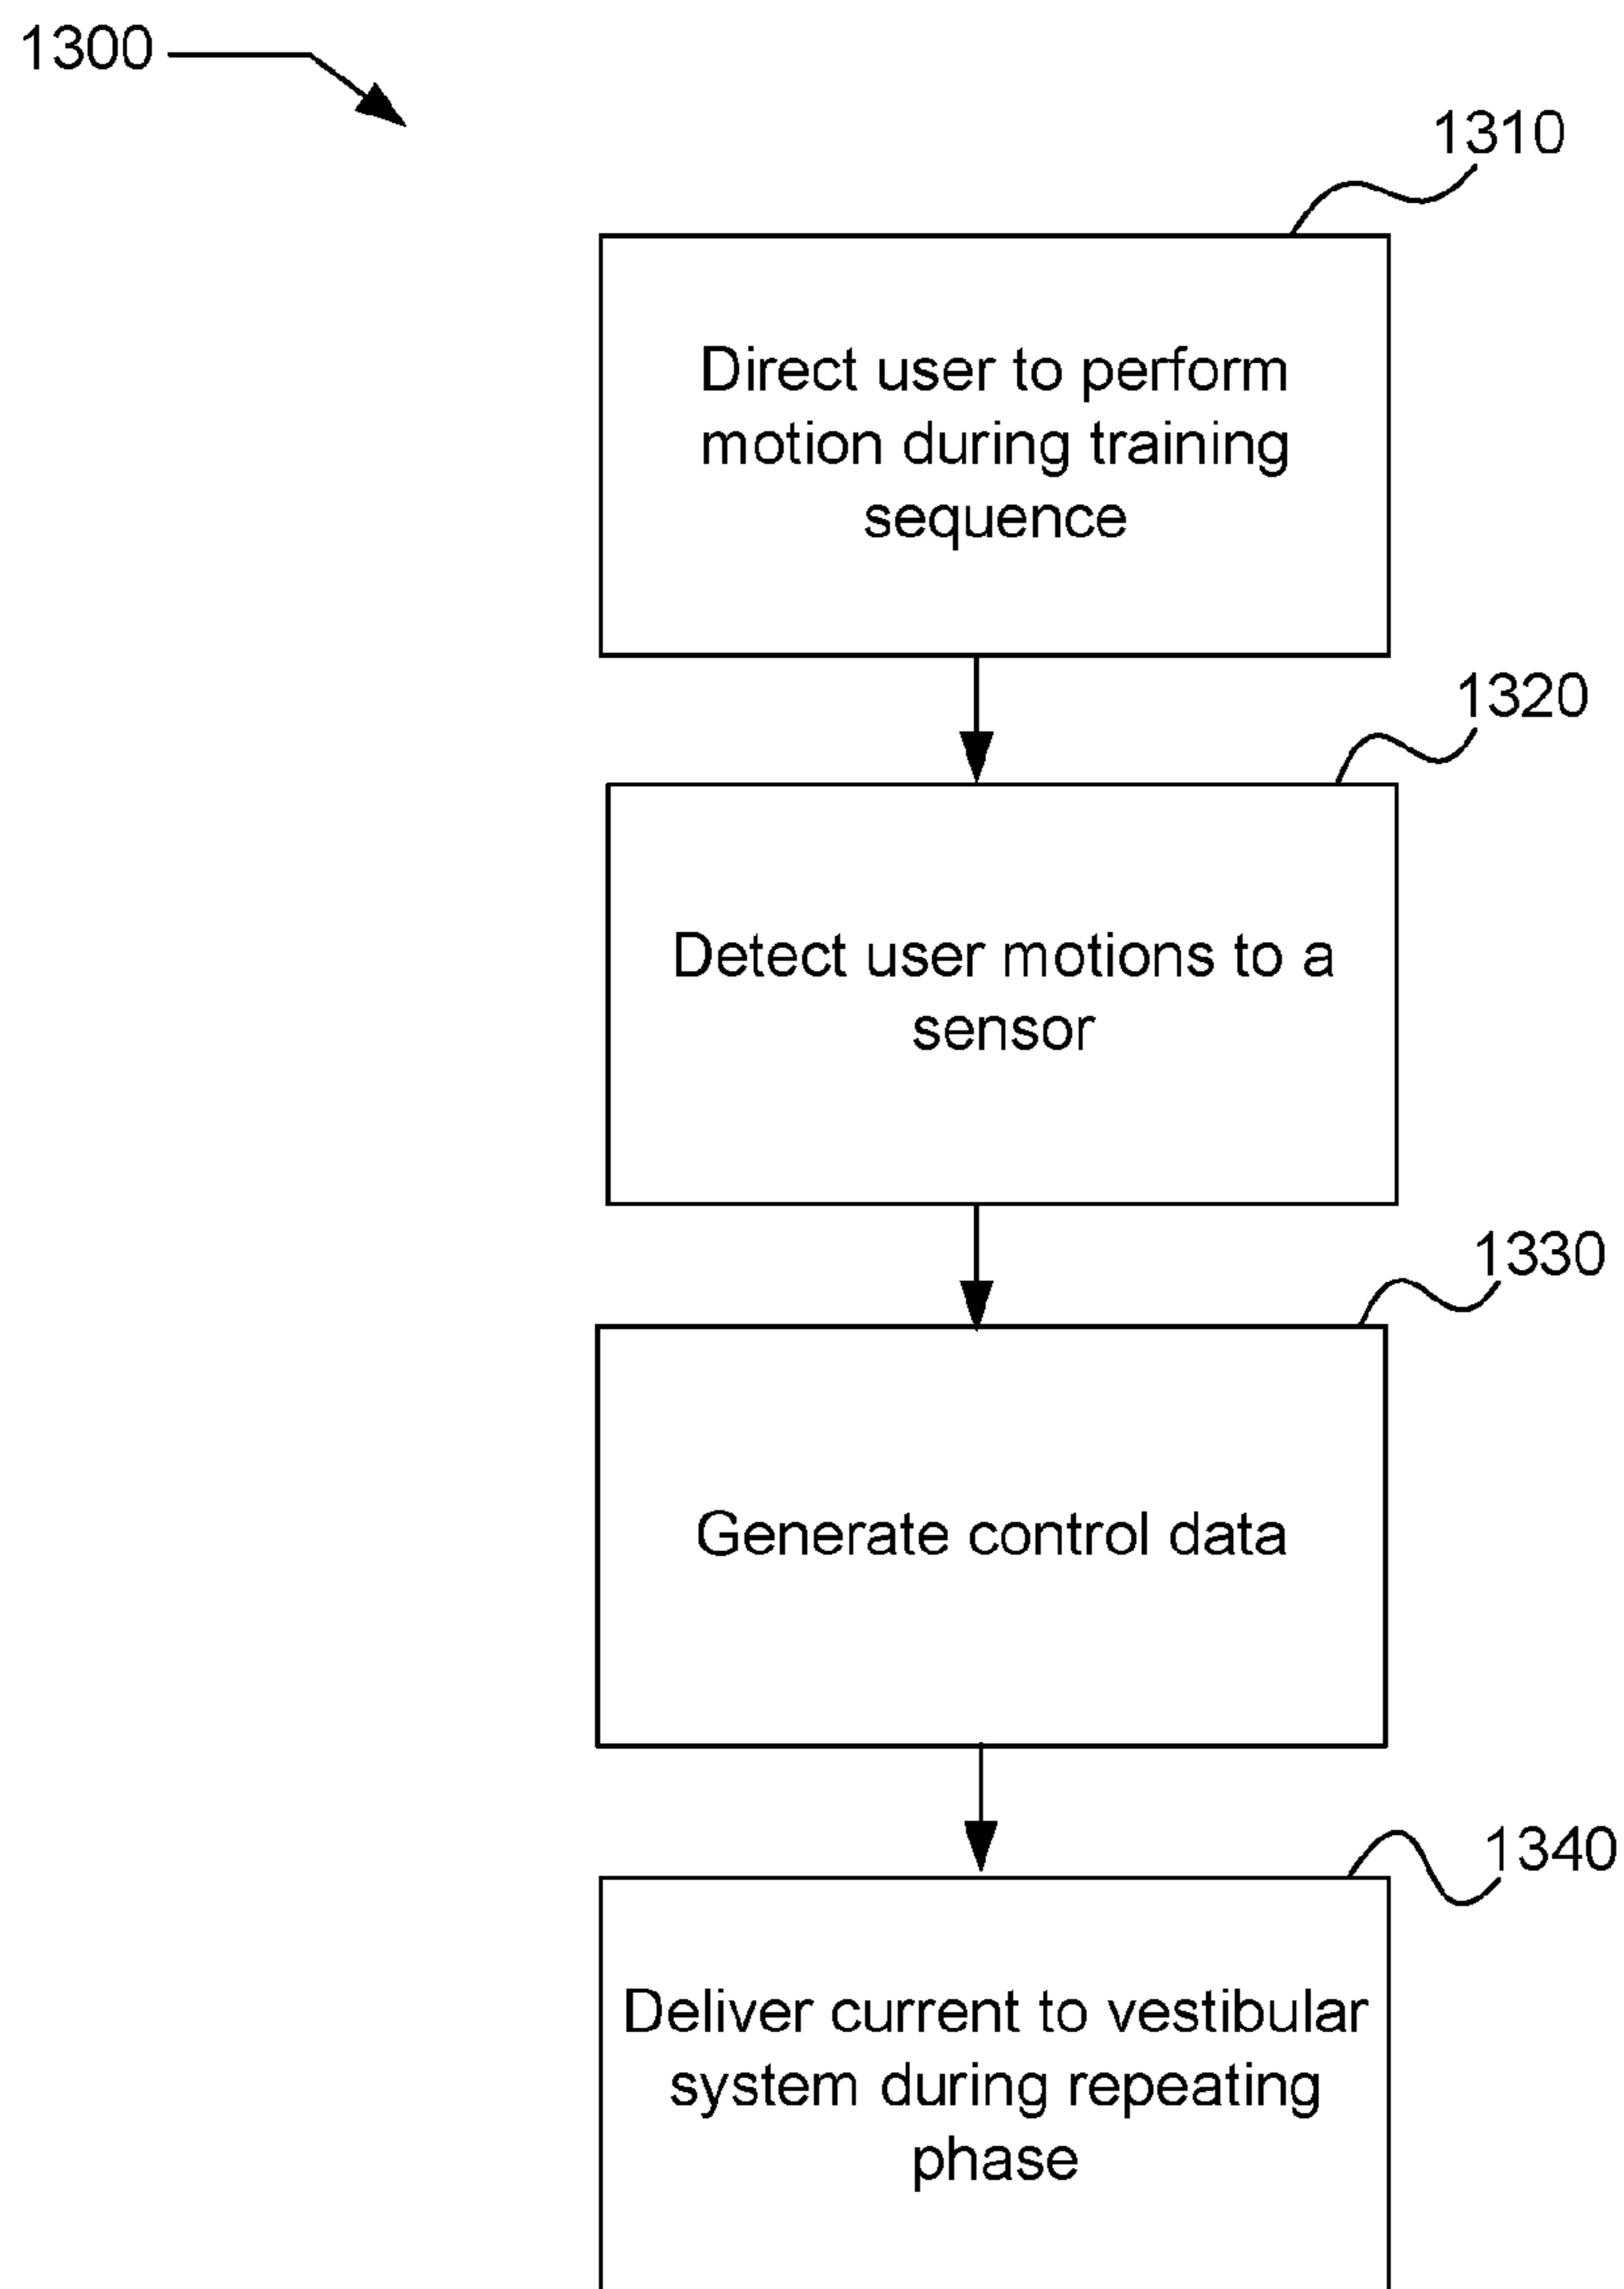 1300
1310
Direct user to perform
motion during training
sequence
1320
Detect user motions to a
sensor
1330
Generate control data
1340
Deliver current to vestibular
system during repeating
phase